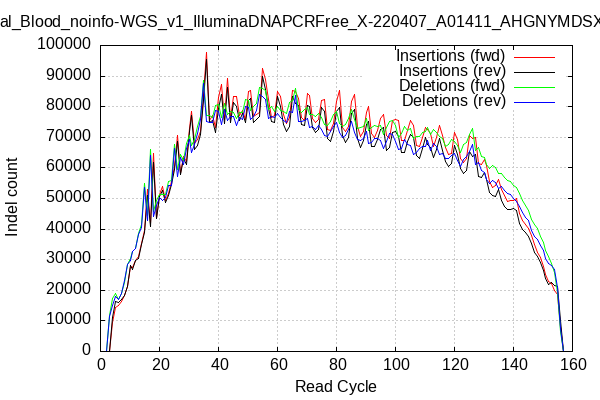 al_Blood_noinfo-WGS_v1_IlluminaDNAPCRFree_X-220407_A01411_AHGNYMDSX
Insertions (fwd)
Insertions (rev)
Deletions (fwd)
Deletions (rev)
Indel count
100000
90000
80000
70000
60000
50000
40000
30000
20000
10000
0
0 20 40 60 80 100 120 140 160
Read Cycle